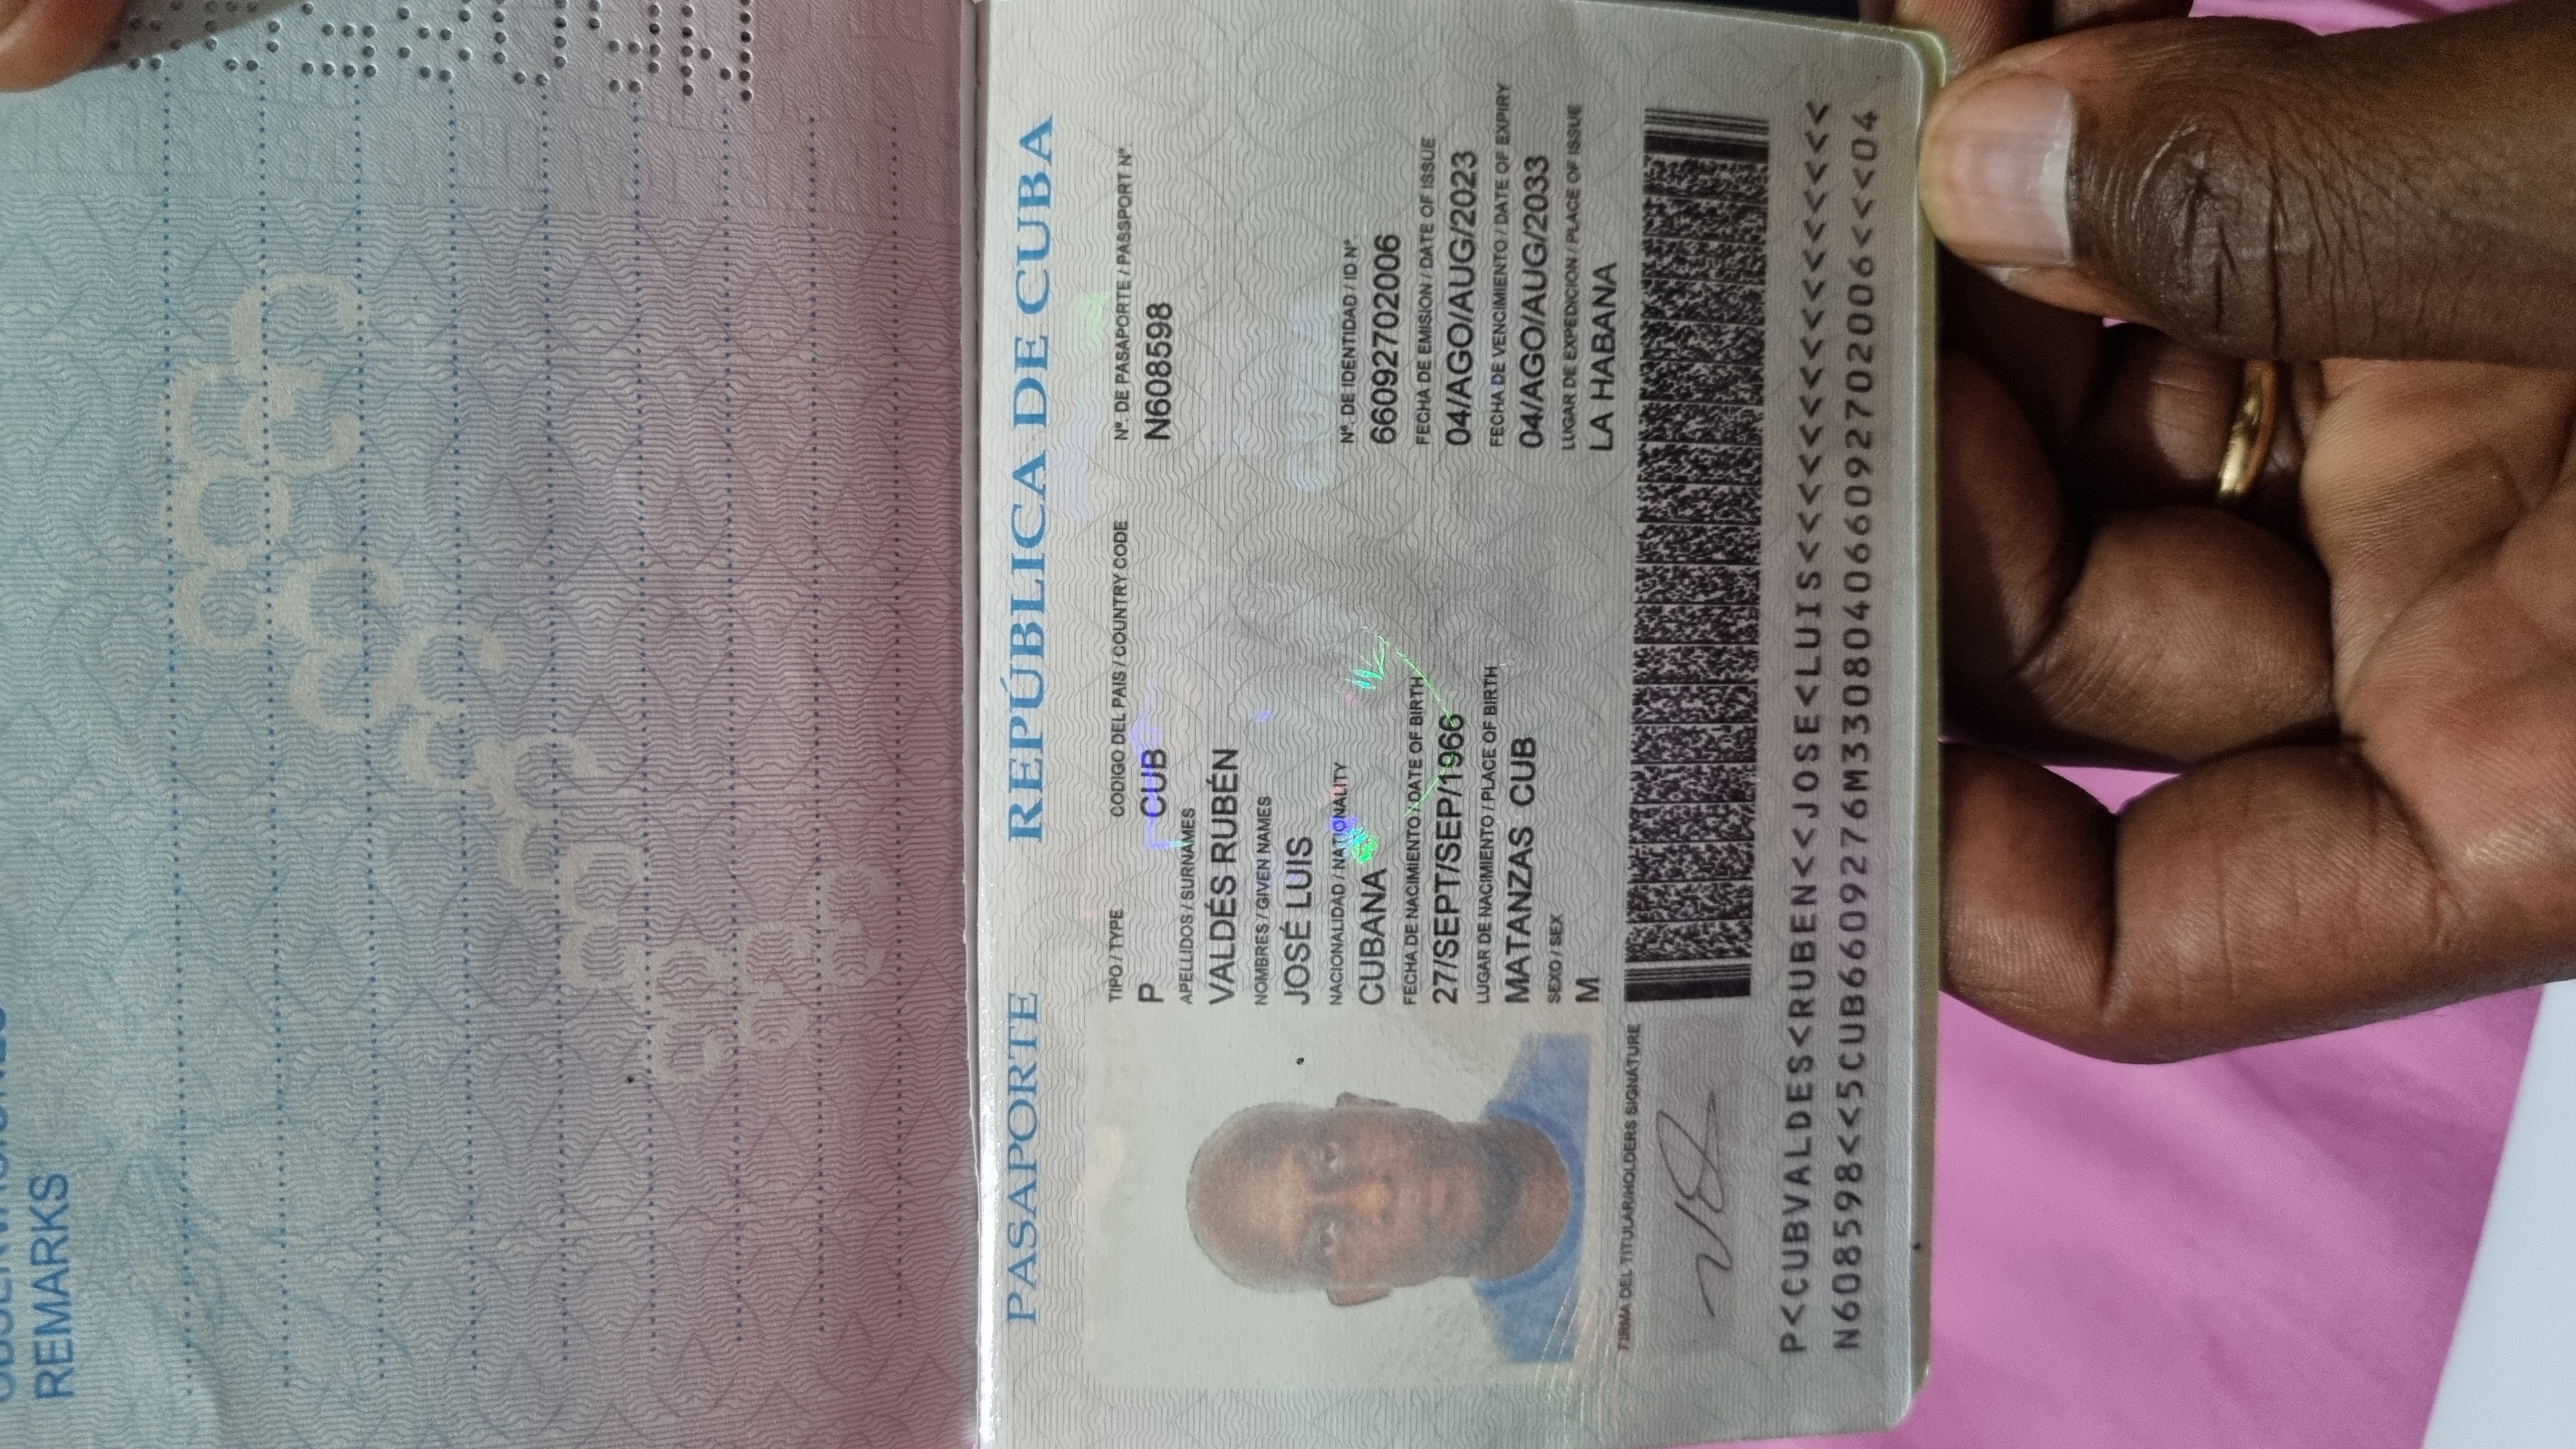 OBSERVACIONES
REMARKS
PASAPORTE REPÚBLICA DE CUBA
TIPO / TYPE CODIGO DEL PAIS / COUNTRY CODE Nº. DE PASAPORTE / PASSPORT Nº.
P CUB N608598
APELLIDOS / SURNAMES
VALDÉS RUBÉN
NOMBRES / GIVEN NAMES
JOSÉ LUIS
NACIONALIDAD / NATIONALITY Nº. DE IDENTIDAD / ID Nº.
CUBANA 66092702006
FECHA DE NACIMIENTO / DATE OF BIRTH FECHA DE EMISION / DATE OF ISSUE
27/SEPT/SEP/1966 04/AGO/AUG/2023
LUGAR DE NACIMIENTO / PLACE OF BIRTH FECHA DE VENCIMIENTO / DATE OF EXPIRY
MATANZAS CUB 04/AGO/AUG/2033
SEXO / SEX LUGAR DE EXPEDICION / PLACE OF ISSUE
M LA HABANA
FIRMA DEL TITULAR/HOLDERS SIGNATURE
P<CUBVALDES<RUBEN<<JOSE<LUIS<<<<<<<<<<<<<<<<
N608598<<5CUB6609276M330804066092702006<<<04